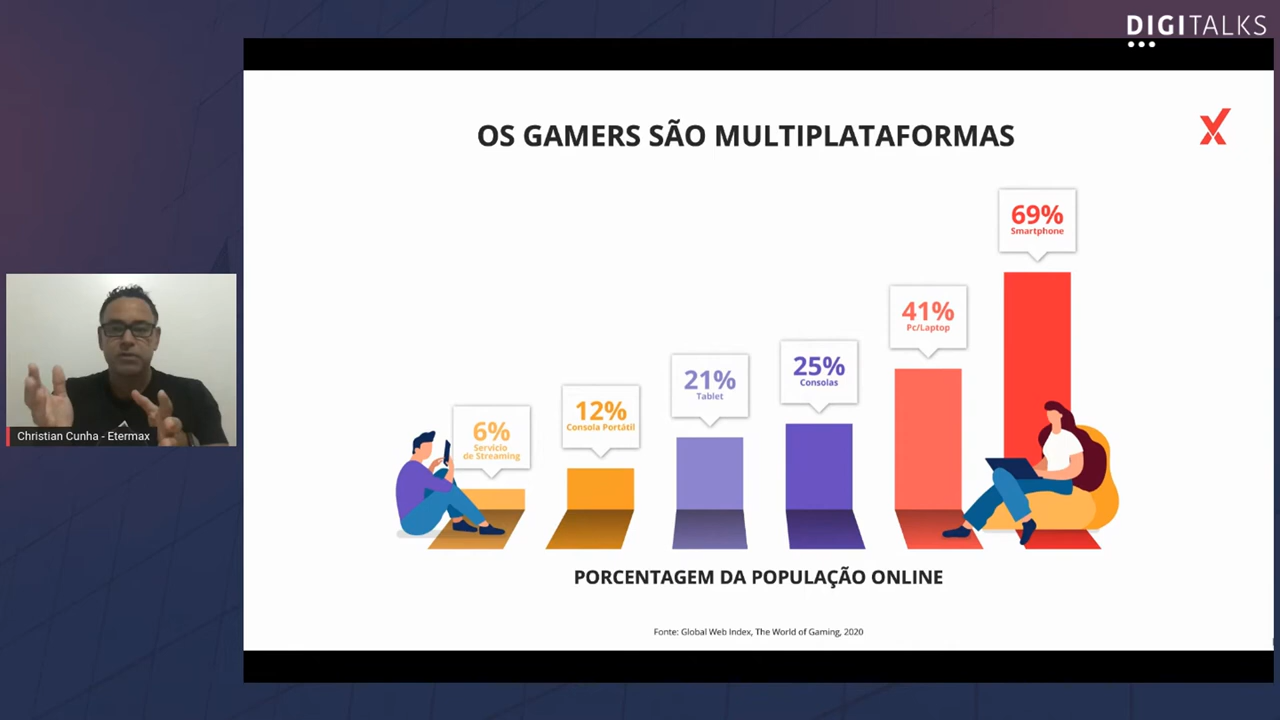 DIGITALKS
OS GAMERS SÃO MULTIPLATAFORMAS
69%
Smartphone
41%
Pc/Laptop
25%
Consolas
21%
Tablet
12%
Consola Portátil
6%
Servicio
de Streaming
Christian Cunha - Etermax
PORCENTAGEM DA POPULAÇÃO ONLINE
Fonte: Global Web Index, The World of Gaming, 2020